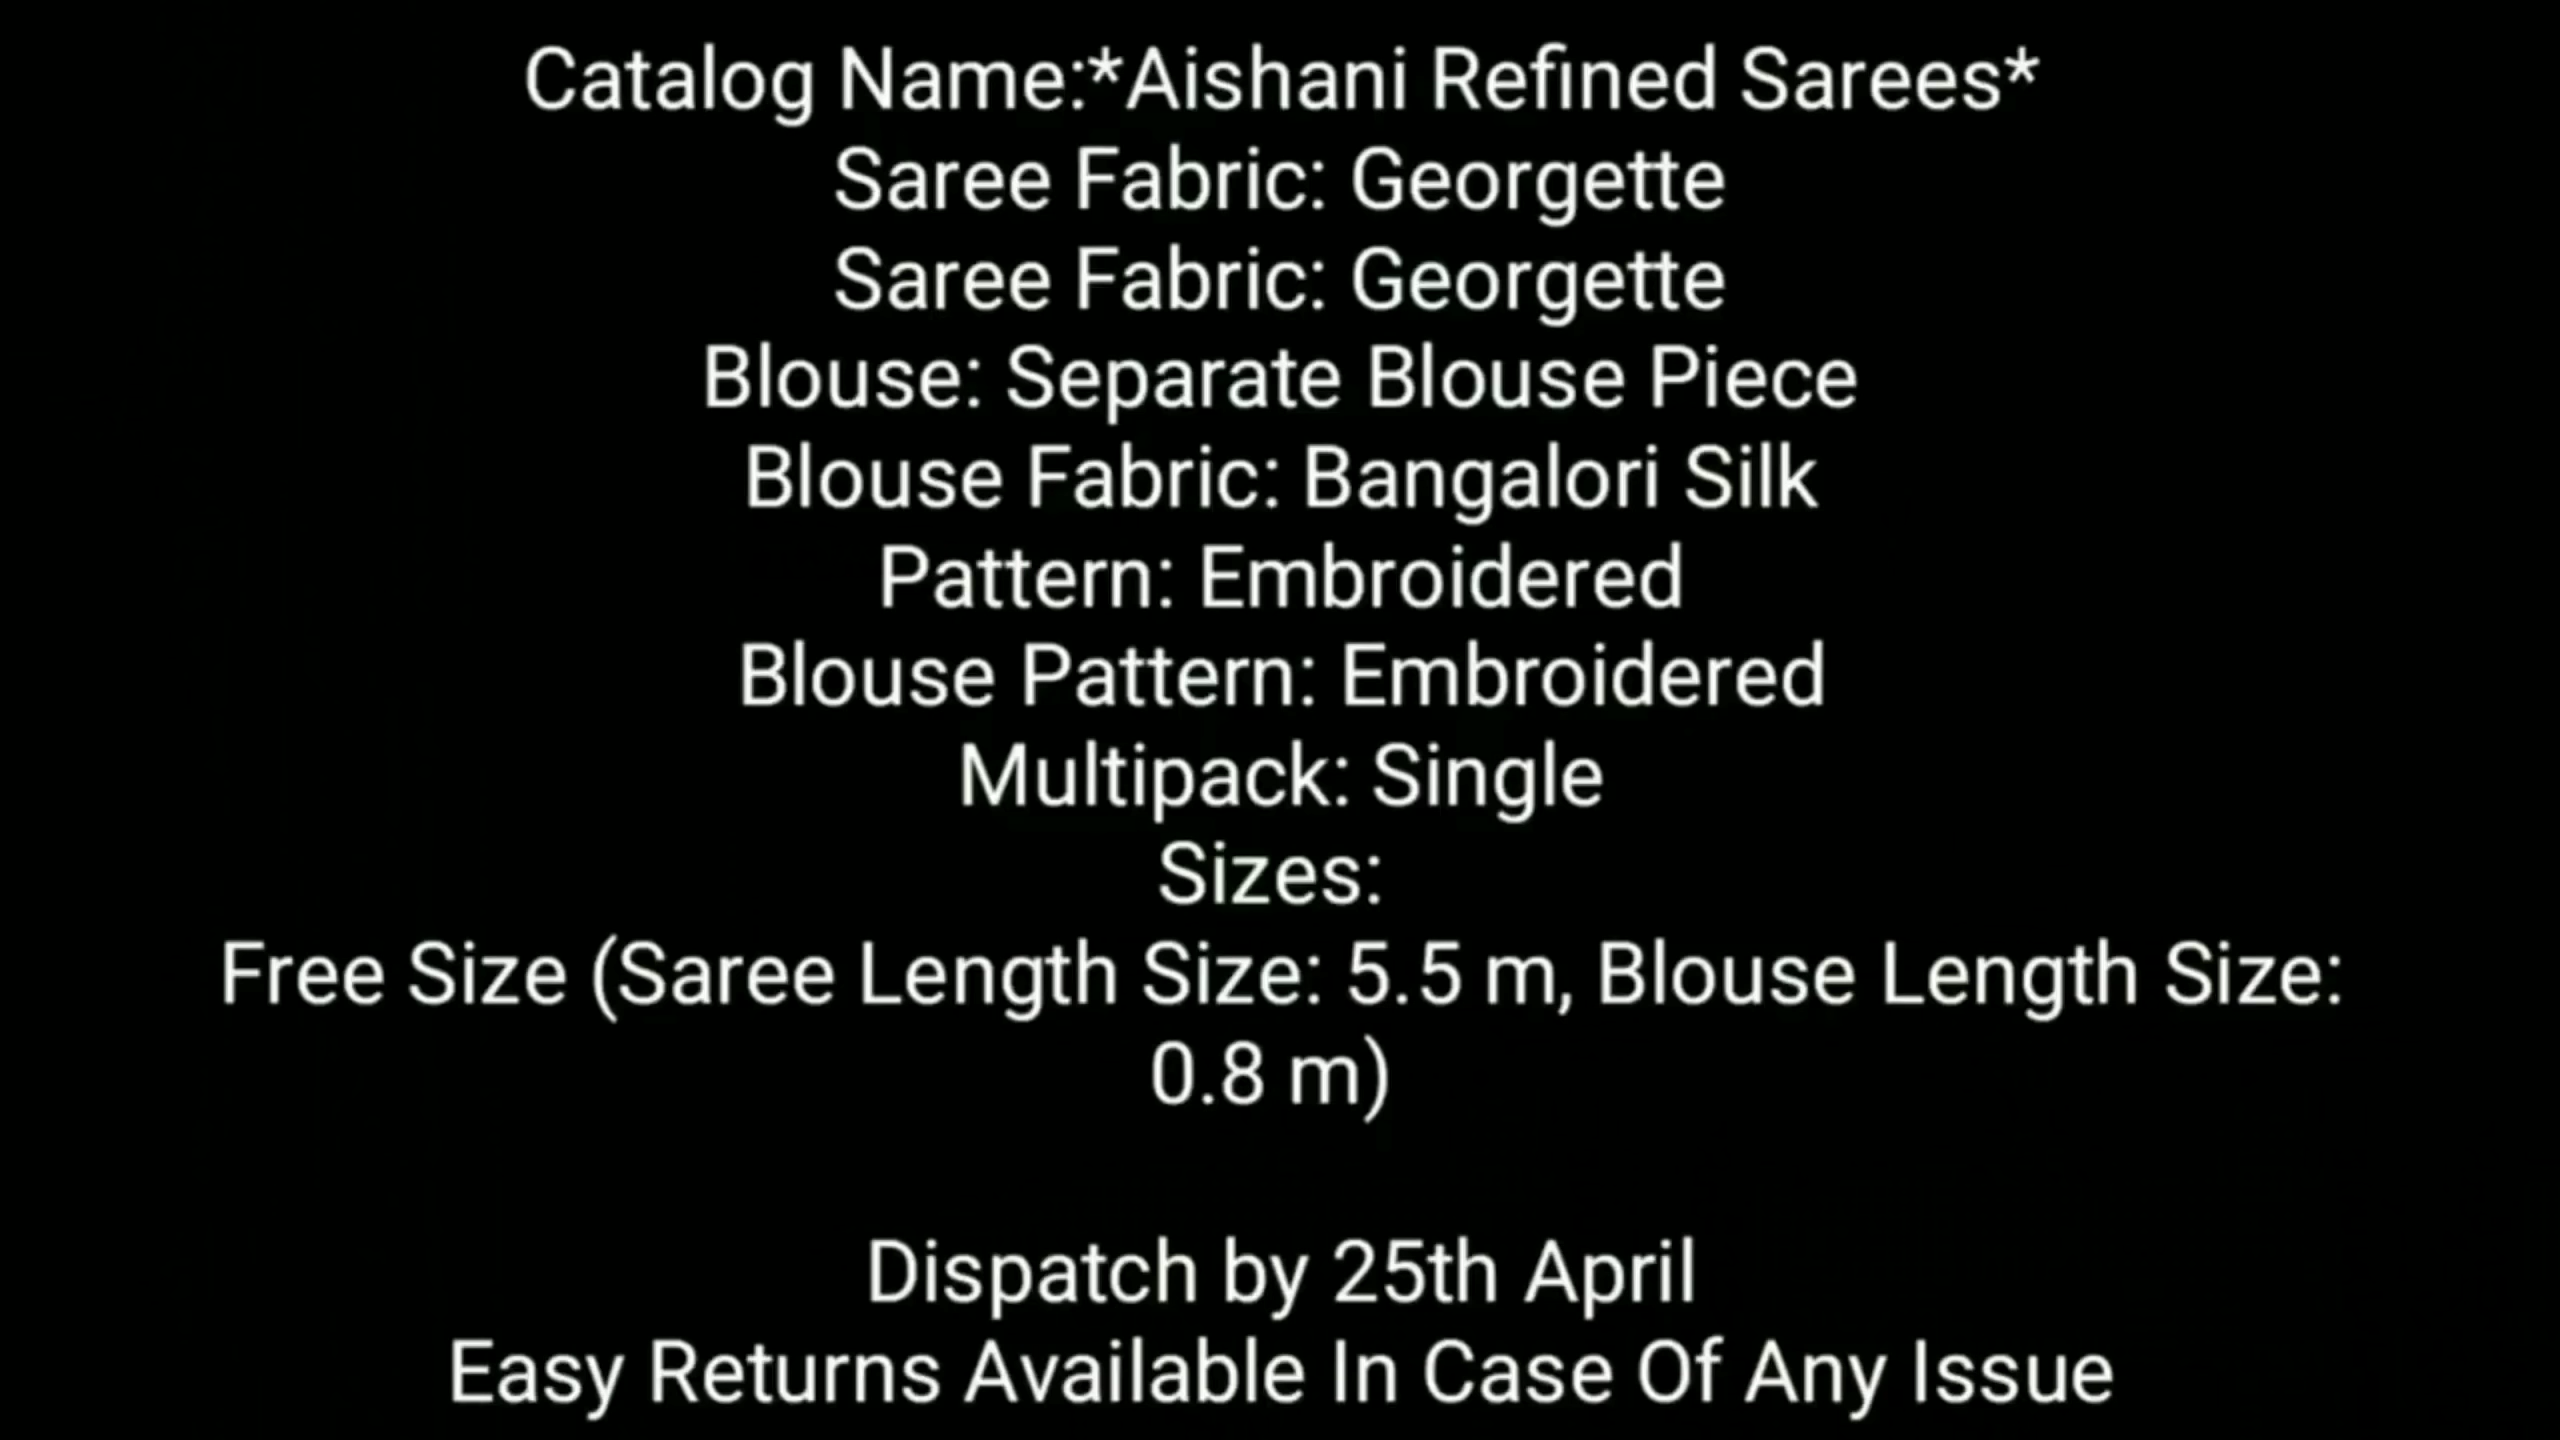 Catalog Name:*Aishani Refined Sarees*
Saree Fabric: Georgette
Saree Fabric: Georgette
Blouse: Separate Blouse Piece
Blouse Fabric: Bangalori Silk
Pattern: Embroidered
Blouse Pattern: Embroidered
Multipack: Single
Sizes:
Free Size (Saree Length Size: 5.5 m, Blouse Length Size:
0.8 m)
Dispatch by 25th April
Easy Returns Available In Case Of Any Issue